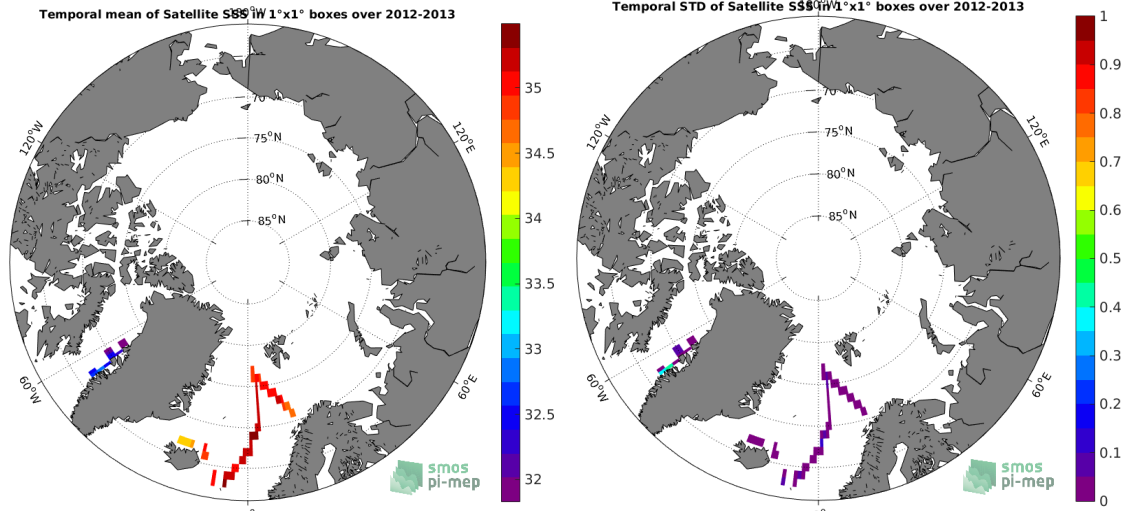 Temporal mean of Satellite SSS in 1°x1° boxes over 2012-2013
120°W
120°E
70
75°N
80°N
85°N
60°W
60°E
35
34.5
34
33.5
33
32.5
32
smos
pi-mep
Temporal STD of Satellite SSS in 1°x1° boxes over 2012-2013
120°W
120°E
70
75°N
80°N
85°N
60°W
60°E
1
0.9
0.8
0.7
0.6
0.5
0.4
0.3
0.2
0.1
0
smos
pi-mep